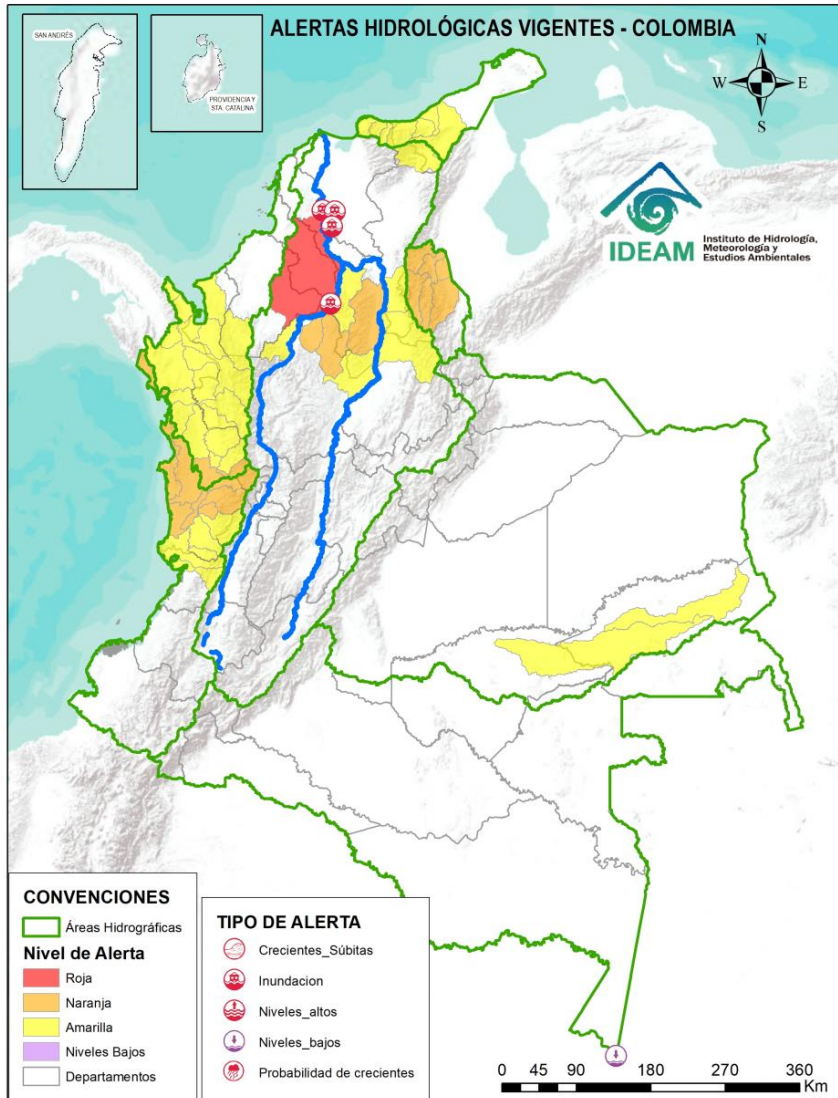 ALERTAS HIDROLÓGICAS VIGENTES - COLOMBIA
SAN ANDRÉS
PROVIDENCIA Y
STA. CATALINA
N
W
E
S
IDEAM
Instituto de Hidrología,
Meteorología y
Estudios Ambientales
CONVENCIONES
Áreas Hidrográficas
Nivel de Alerta
Roja
Naranja
Amarilla
Niveles Bajos
Departamentos
TIPO DE ALERTA
Crecientes_Súbitas
Inundacion
Niveles_altos
Niveles_bajos
Probabilidad de crecientes
0 45 90 180 270 360
Km